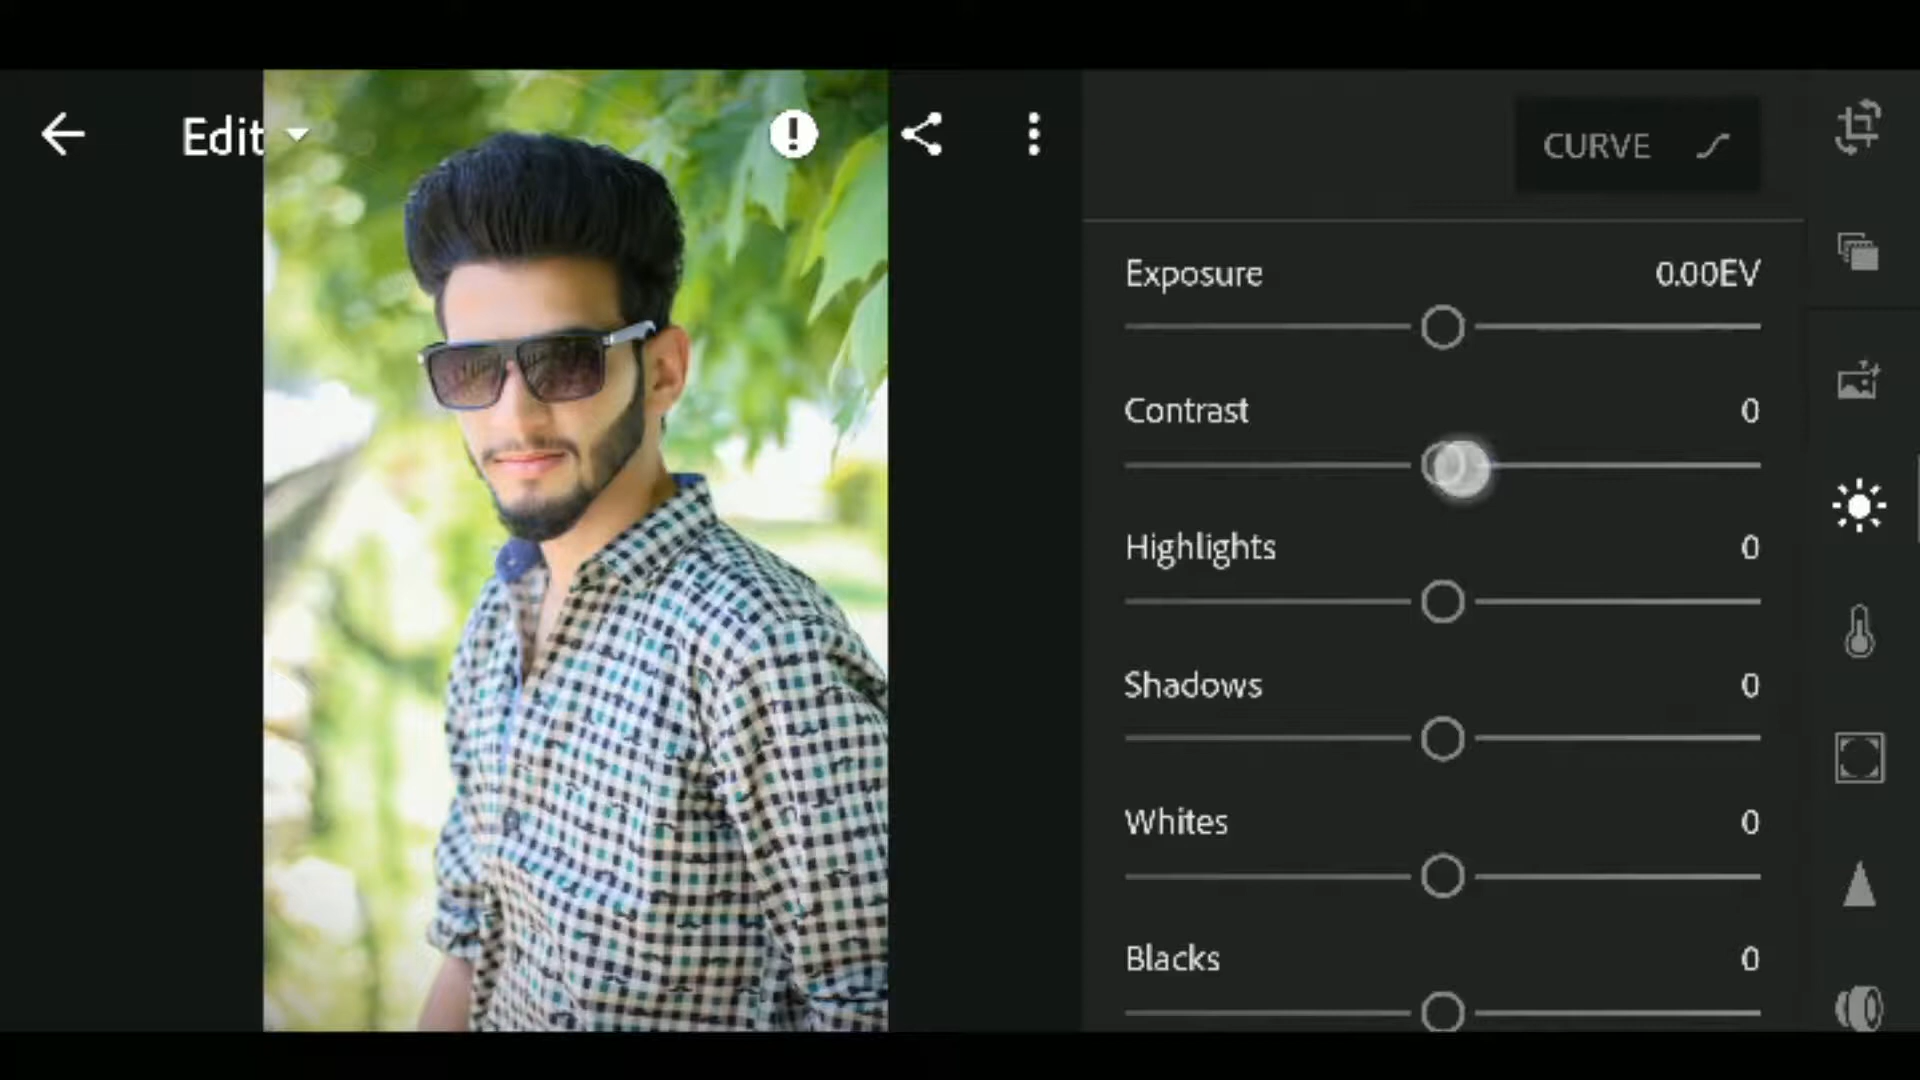 Edit
CURVE
Exposure 0.00EV
Contrast 0
Highlights 0
Shadows 0
Whites 0
Blacks 0